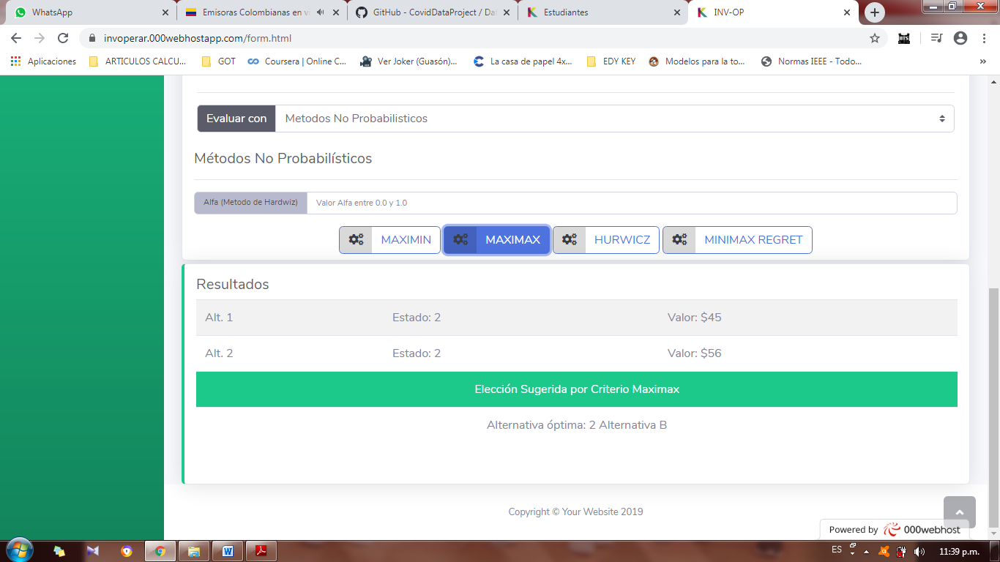 WhatsApp
Emisoras Colombianas en v
GitHub - CovidDataProject / Dat
Estudiantes
INV-OP
invoperar.000webhostapp.com/form.html
BTS
Aplicaciones
ARTICULOS CALCU...
GOT
Coursera | Online C...
Ver Joker (Guasón)...
La casa de papel 4x...
EDY KEY
Modelos para la to...
Normas IEEE - Todo...
Evaluar con
Metodos No Probabilisticos
Métodos No Probabilísticos
Alfa (Metodo de Hardwiz)
Valor Alfa entre 0.0 y 1.0
MAXIMIN
MAXIMAX
HURWICZ
MINIMAX REGRET
Resultados
Alt. 1 Estado: 2 Valor: $45
Alt. 2 Estado: 2 Valor: $56
Elección Sugerida por Criterio Maximax
Alternativa óptima: 2 Alternativa B
Copyright © Your Website 2019
Powered by 000webhost
ES
11:39 p.m.